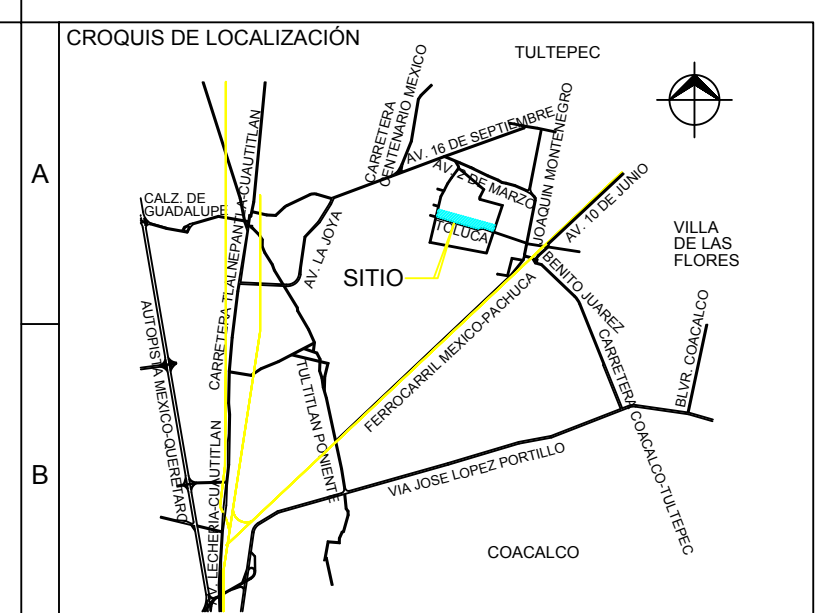 CROQUIS DE LOCALIZACIÓN
TULTEPEC
A
CARRETERA
CENTENARIO MEXICO
AV. 16 DE SEPTIEMBRE
JOAQUIN MONTENEGRO
AV. 2 DE MARZO
AV. 10 DE JUNIO
CALZ. DE
GUADALUPE
CARRETERA TLALNEPANTLA-CUAUTITLAN
AV. LA JOYA
TOLUCA
VILLA
DE LAS
FLORES
SITIO
BENITO JUAREZ
FERROCARRIL MEXICO-PACHUCA
AUTOPISTA MEXICO-QUERETARO
BLVR. COACALCO
CARRETERA COACALCO-TULTEPEC
TULTITLAN PONIENTE
B
VIA JOSE LOPEZ PORTILLO
AV. LECHERIA-CUAUTITLAN
COACALCO